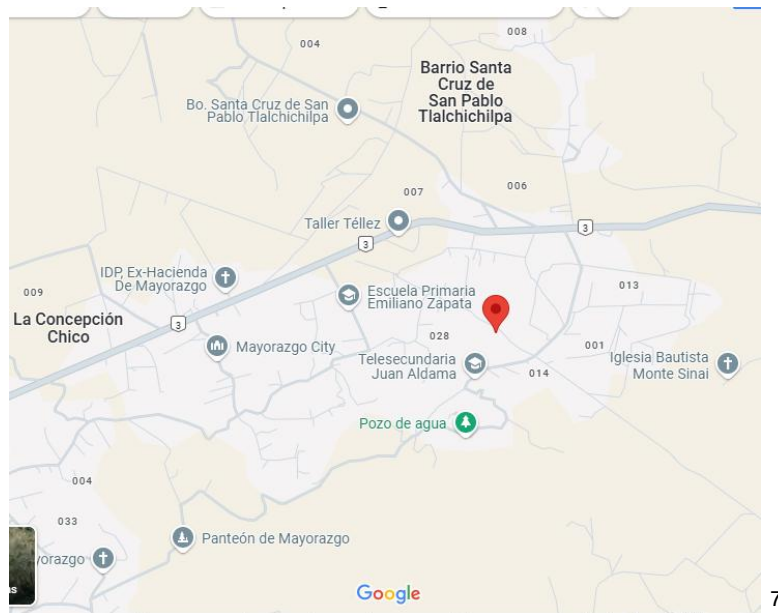 008
004
Barrio Santa
Cruz de
San Pablo
Tlalchichilpa
Bo. Santa Cruz de San
Pablo Tlalchichilpa
007
006
Taller Téllez
3
3
IDP, Ex-Hacienda
De Mayorazgo
009
Escuela Primaria
Emiliano Zapata
013
La Concepción
Chico
3
Mayorazgo City
028
001
Telesecundaria
Juan Aldama
014
Iglesia Bautista
Monte Sinai
Pozo de agua
004
033
Panteón de Mayorazgo
yorazgo
as
Google
7